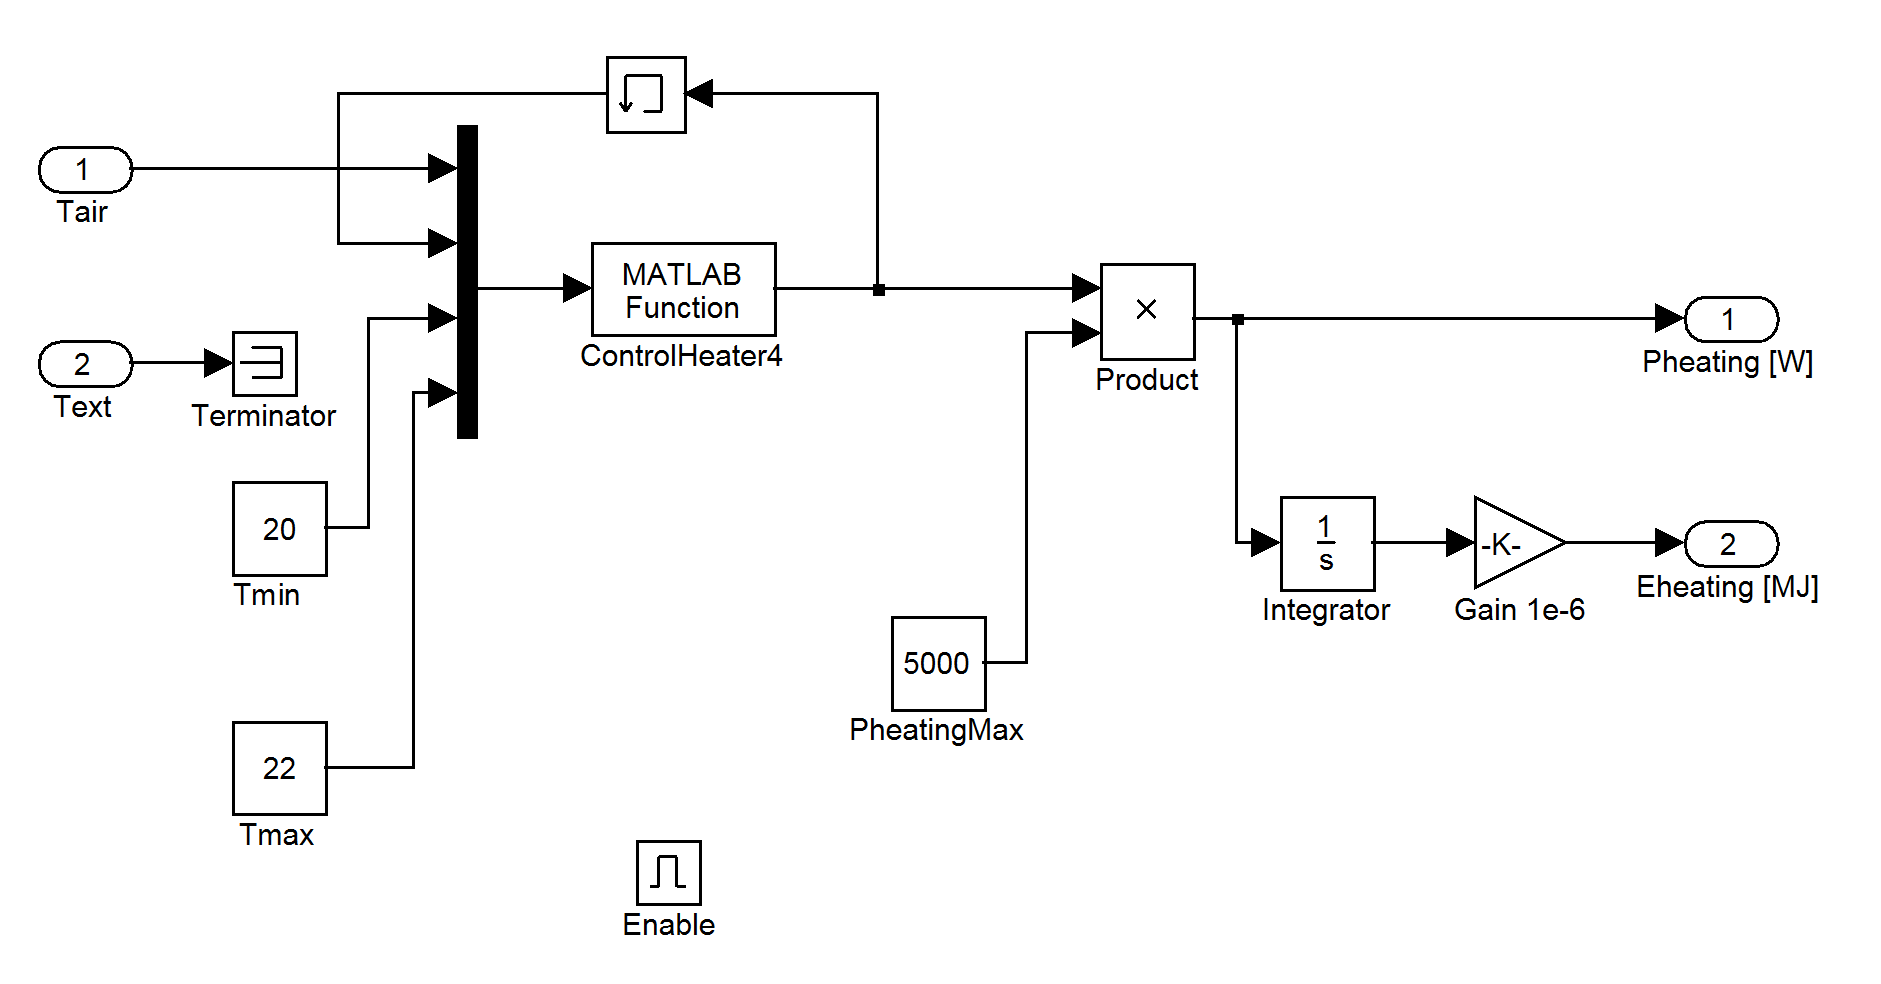 1
Tair
2
Text
Terminator
20
Tmin
22
Tmax
MATLAB
Function
ControlHeater4
×
Product
5000
PheatingMax
1
Pheating [W]
1
s
Integrator
-K-
Gain 1e-6
2
Eheating [MJ]
Enable